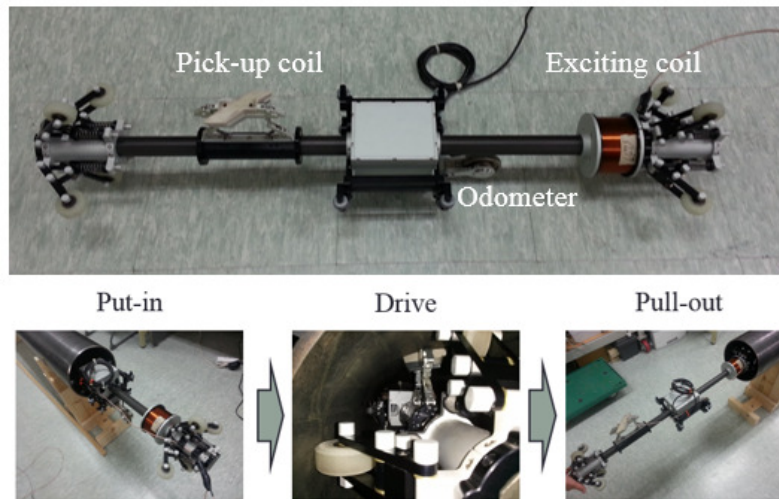 Pick-up coil
Exciting coil
Odometer
Put-in
Drive
Pull-out